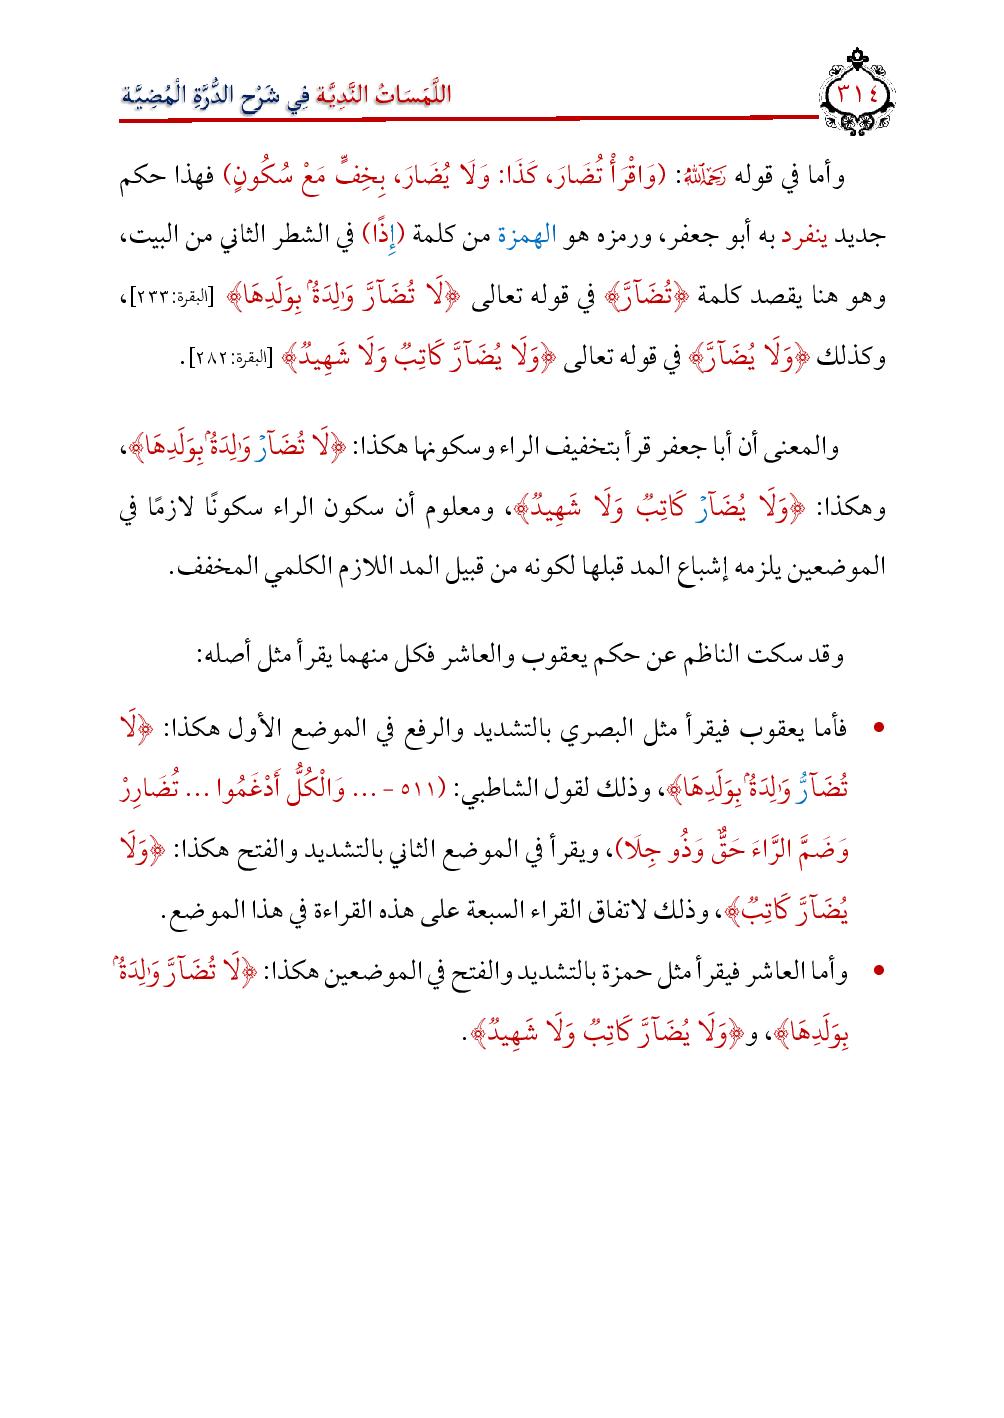 ٣١٤
اللَّمَسَاتُ النَّدِيَّة فِي شَرْحِ الدُّرَّةِ الْمُضِيَّة
وأما في قوله رَحِمَهُ ٱللَّهُ: (وَاقْرَأْ تُضَارَ، كَذَا: وَلَا يُضَارَ، بِخِفٍّ مَعْ سُكُونٍ) فهذا حكم
جديد ينفرد به أبو جعفر، ورمزه هو الهمزة من كلمة (إِذًا) في الشطر الثاني من البيت،
وهو هنا يقصد كلمة ﴿تُضَآرَّ﴾ في قوله تعالى ﴿لَا تُضَآرَّ وَٰلِدَةُۢ بِوَلَدِهَا﴾ [البقرة: ٢٣٣]،
وكذلك ﴿وَلَا يُضَآرَّ﴾ في قوله تعالى ﴿وَلَا يُضَآرَّ كَاتِبٞ وَلَا شَهِيدٞ﴾ [البقرة: ٢٨٢].
والمعنى أن أبا جعفر قرأ بتخفيف الراء وسكونها هكذا: ﴿لَا تُضَآرۡ وَٰلِدَةُۢ بِوَلَدِهَا﴾،
وهكذا: ﴿وَلَا يُضَآرۡ كَاتِبٞ وَلَا شَهِيدٞ﴾، ومعلوم أن سكون الراء سكونًا لازمًا في
الموضعين يلزمه إشباع المد قبلها لكونه من قبيل المد اللازم الكلمي المخفف.
وقد سكت الناظم عن حكم يعقوب والعاشر فكل منهما يقرأ مثل أصله:
• فأما يعقوب فيقرأ مثل البصري بالتشديد والرفع في الموضع الأول هكذا: ﴿لَا
تُضَآرُّ وَٰلِدَةُۢ بِوَلَدِهَا﴾، وذلك لقول الشاطبي: (٥١١ - ... وَالْكُلُّ أَدْغَمُوا ... تُضَارِرْ
وَضَمَّ الرَّاءَ حَقٌّ وَذُو جِلَا)، ويقرأ في الموضع الثاني بالتشديد والفتح هكذا: ﴿وَلَا
يُضَآرَّ كَاتِبٞ﴾، وذلك لاتفاق القراء السبعة على هذه القراءة في هذا الموضع.
• وأما العاشر فيقرأ مثل حمزة بالتشديد والفتح في الموضعين هكذا: ﴿لَا تُضَآرَّ وَٰلِدَةُۢ
بِوَلَدِهَا﴾، و﴿وَلَا يُضَآرَّ كَاتِبٞ وَلَا شَهِيدٞ﴾.